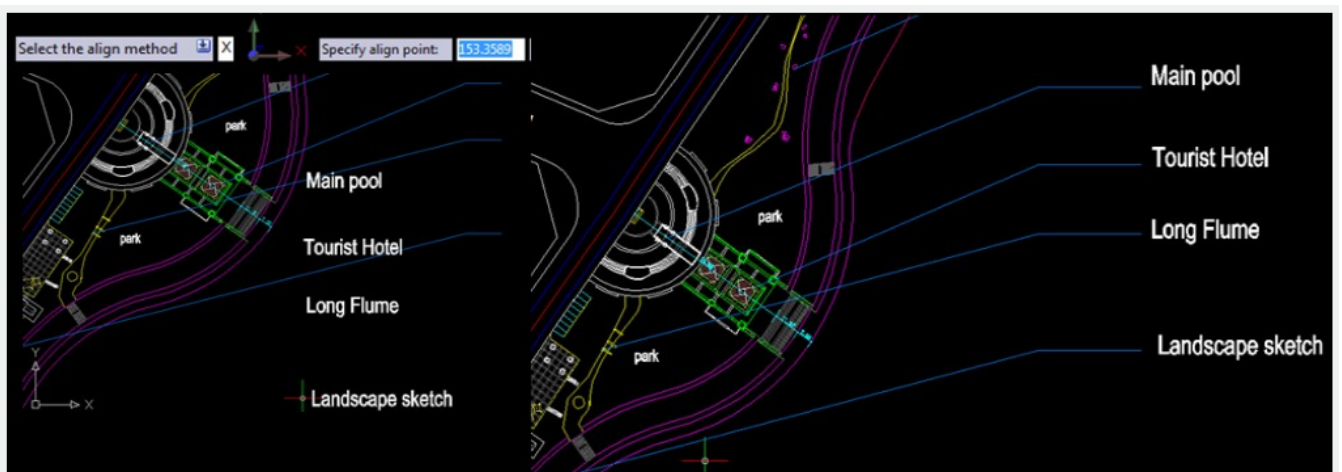 Select the align method X Specify align point: 153.3589
park
park
Main pool
Tourist Hotel
Long Flume
Landscape sketch
Y
X
Main pool
Tourist Hotel
Long Flume
Landscape sketch
park
park